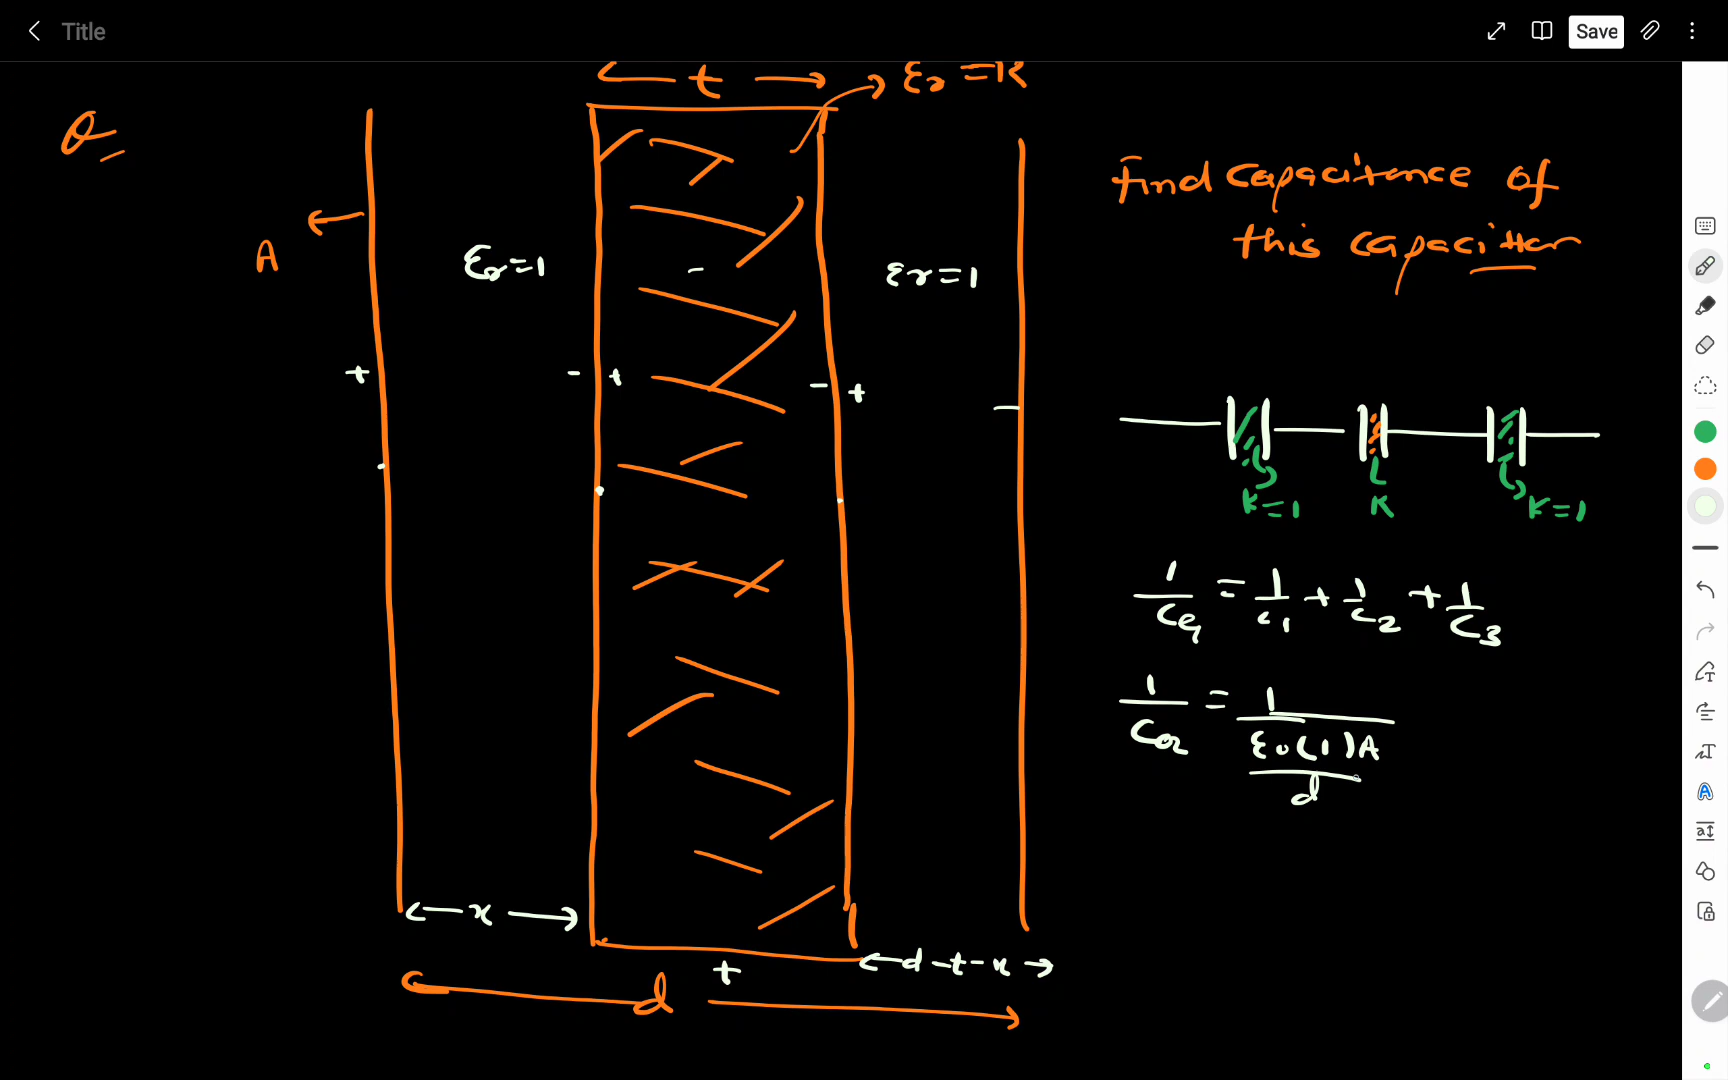 Title
Save
← t → → εr = K
Q
Find capacitance of
this capacitor
A
εr=1
-
εr=1
+
- +
- +
-
K=1
K
K=1
1/Ceq = 1/C1 + 1/C2 + 1/C3
1/Ceq = 1/(ε0(1)A/d)
← x →
← d-t-x →
+
← d →